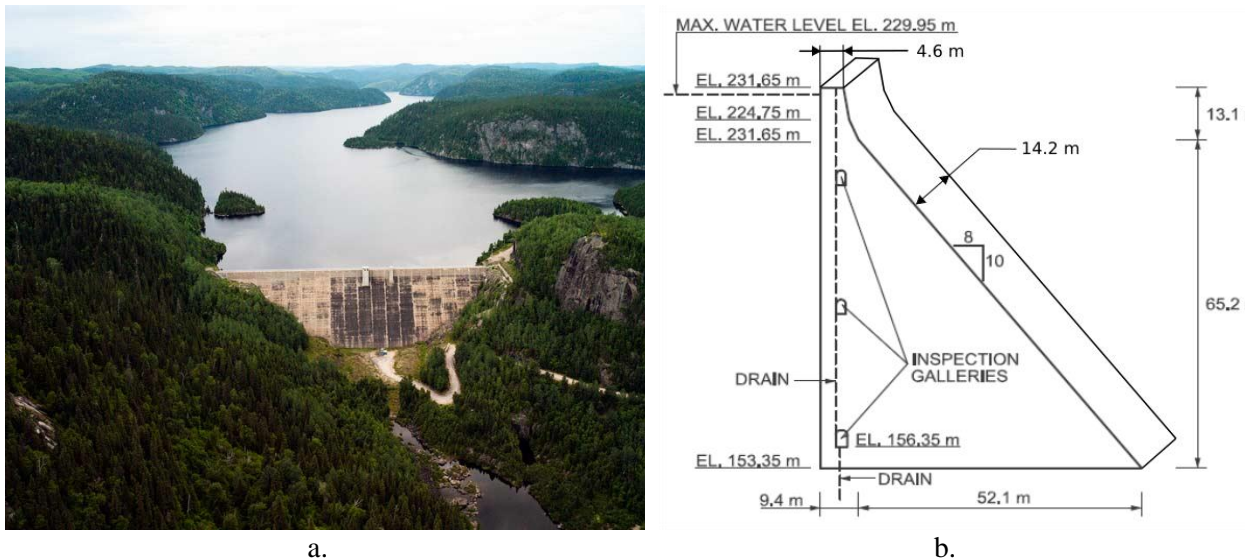 MAX. WATER LEVEL EL. 229.95 m
4.6 m
EL. 231.65 m
EL. 224.75 m
EL. 231.65 m
13.1
14.2 m
8
10
65.2
INSPECTION
GALLERIES
DRAIN
EL. 156.35 m
EL. 153.35 m
DRAIN
9.4 m
52.1 m
a.
b.